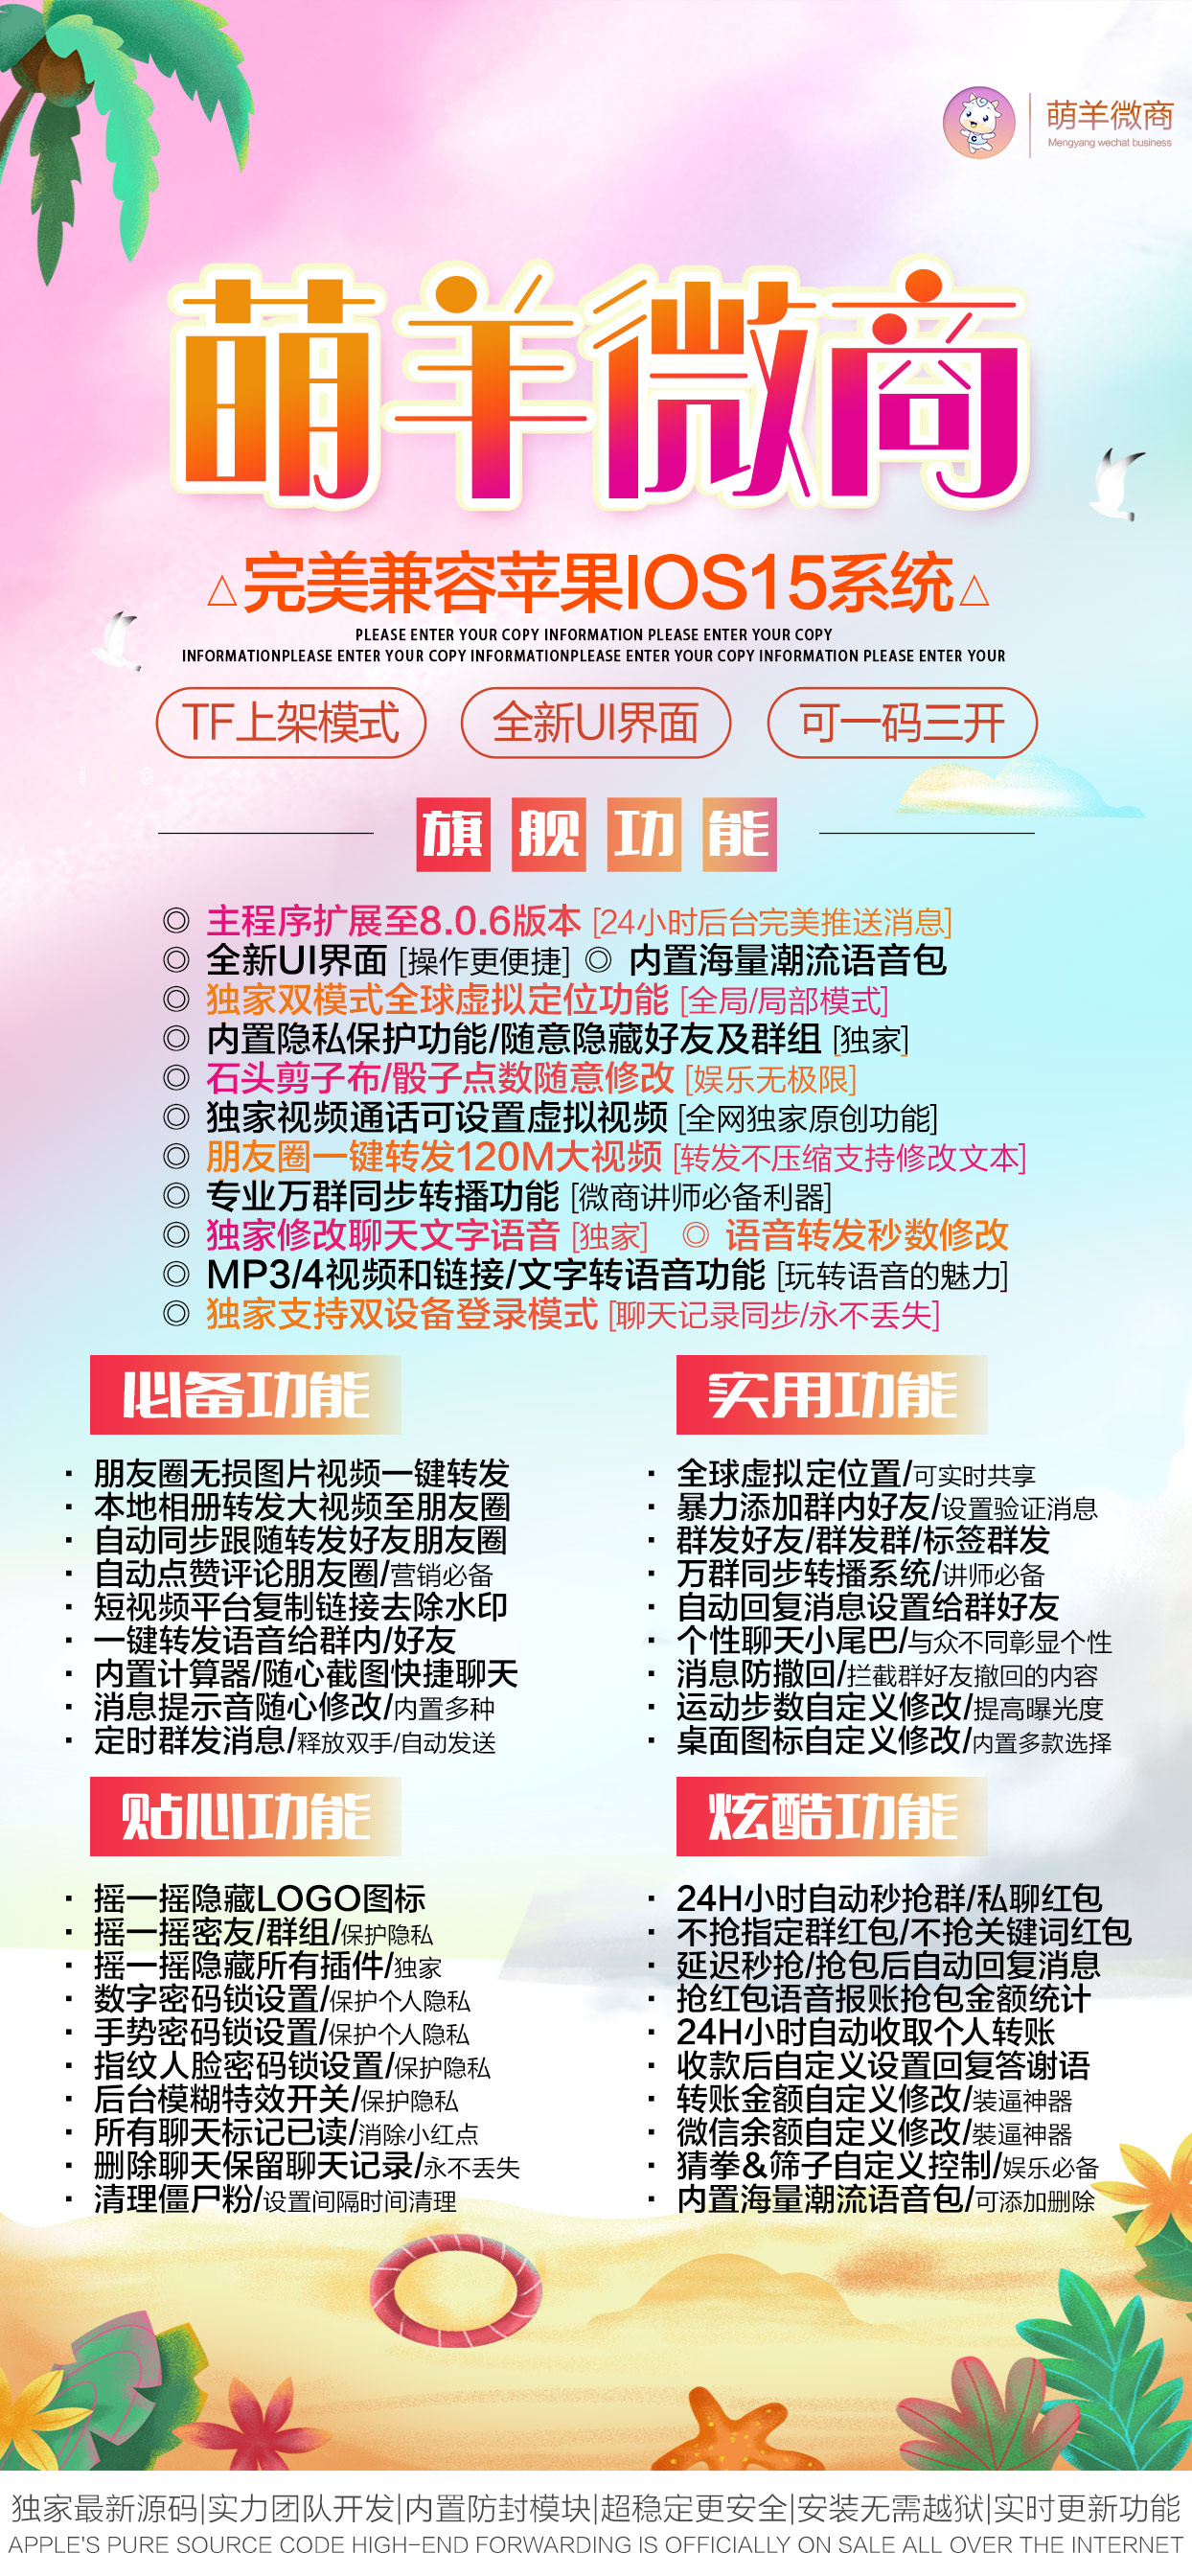 萌羊微商
Mengyang wechat business
萌羊微商
△完美兼容苹果IOS15系统△
PLEASE ENTER YOUR COPY INFORMATION PLEASE ENTER YOUR COPY
INFORMATIONPLEASE ENTER YOUR COPY INFORMATIONPLEASE ENTER YOUR COPY INFORMATION PLEASE ENTER YOUR
TF上架模式 全新UI界面 可一码三开
旗舰功能
◎ 主程序扩展至8.0.6版本 [24小时后台完美推送消息]
◎ 全新UI界面 [操作更便捷] ◎ 内置海量潮流语音包
◎ 独家双模式全球虚拟定位功能 [全局/局部模式]
◎ 内置隐私保护功能/随意隐藏好友及群组 [独家]
◎ 石头剪子布/骰子点数随意修改 [娱乐无极限]
◎ 独家视频通话可设置虚拟视频 [全网独家原创功能]
◎ 朋友圈一键转发120M大视频 [转发不压缩支持修改文本]
◎ 专业万群同步转播功能 [微商讲师必备利器]
◎ 独家修改聊天文字语音 [独家] ◎ 语音转发秒数修改
◎ MP3/4视频和链接/文字转语音功能 [玩转语音的魅力]
◎ 独家支持双设备登录模式 [聊天记录同步/永不丢失]
必备功能
· 朋友圈无损图片视频一键转发
· 本地相册转发大视频至朋友圈
· 自动同步跟随转发好友朋友圈
· 自动点赞评论朋友圈/营销必备
· 短视频平台复制链接去除水印
· 一键转发语音给群内/好友
· 内置计算器/随心截图快捷聊天
· 消息提示音随心修改/内置多种
· 定时群发消息/释放双手/自动发送
实用功能
· 全球虚拟定位置/可实时共享
· 暴力添加群内好友/设置验证消息
· 群发好友/群发群/标签群发
· 万群同步转播系统/讲师必备
· 自动回复消息设置给群好友
· 个性聊天小尾巴/与众不同彰显个性
· 消息防撤回/拦截群好友撤回的内容
· 运动步数自定义修改/提高曝光度
· 桌面图标自定义修改/内置多款选择
贴心功能
· 摇一摇隐藏LOGO图标
· 摇一摇密友/群组/保护隐私
· 摇一摇隐藏所有插件/独家
· 数字密码锁设置/保护个人隐私
· 手势密码锁设置/保护个人隐私
· 指纹人脸密码锁设置/保护隐私
· 后台模糊特效开关/保护隐私
· 所有聊天标记已读/消除小红点
· 删除聊天保留聊天记录/永不丢失
· 清理僵尸粉/设置间隔时间清理
炫酷功能
· 24H小时自动秒抢群/私聊红包
· 不抢指定群红包/不抢关键词红包
· 延迟秒抢/抢包后自动回复消息
· 抢红包语音报账抢包金额统计
· 24H小时自动收取个人转账
· 收款后自定义设置回复答谢语
· 转账金额自定义修改/装逼神器
· 微信余额自定义修改/装逼神器
· 猜拳&筛子自定义控制/娱乐必备
· 内置海量潮流语音包/可添加删除
独家最新源码|实力团队开发|内置防封模块|超稳定更安全|安装无需越狱|实时更新功能
APPLE'S PURE SOURCE CODE HIGH-END FORWARDING IS OFFICIALLY ON SALE ALL OVER THE INTERNET